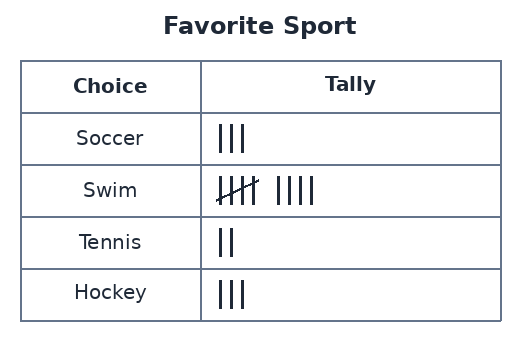 Favorite Sport
Choice Tally
Soccer
Swim
Tennis
Hockey